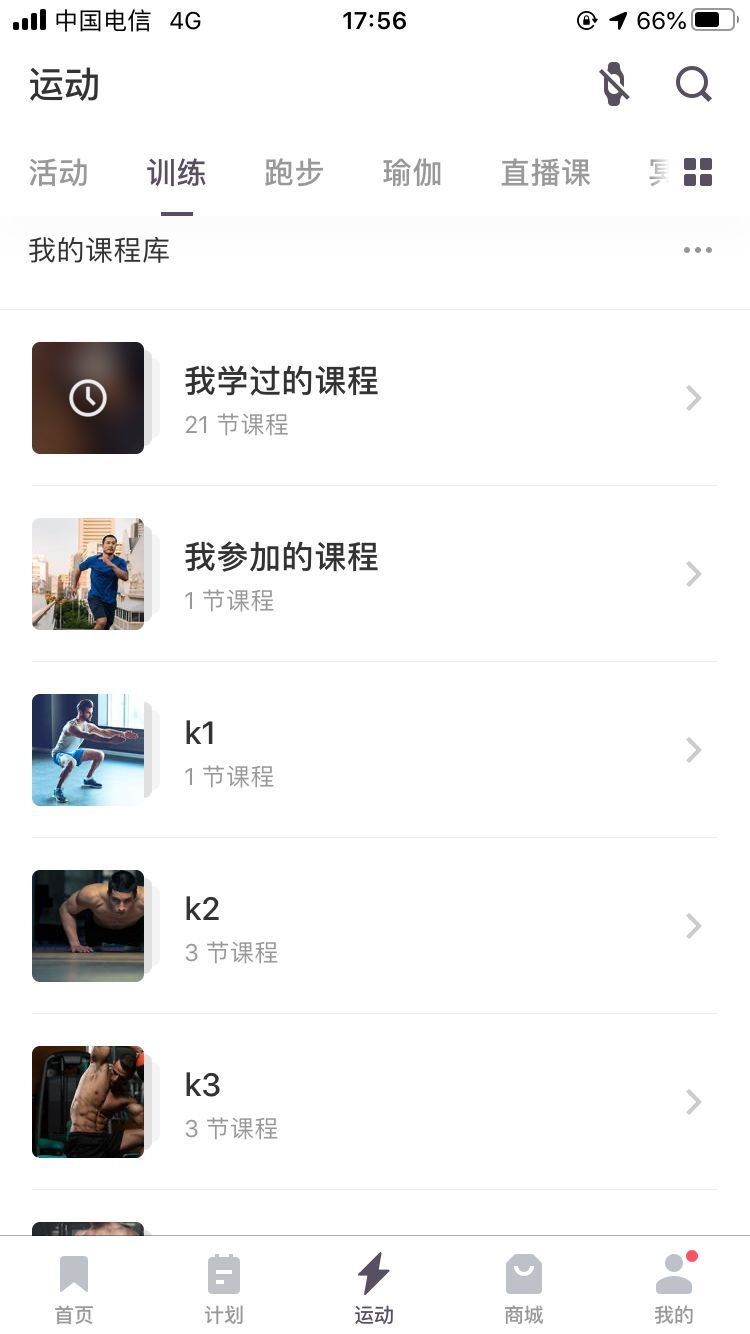 中国电信 4G 17:56 66%
运动
活动 训练 跑步 瑜伽 直播课
我的课程库
我学过的课程
21 节课程
我参加的课程
1 节课程
k1
1 节课程
k2
3 节课程
k3
3 节课程
首页 计划 运动 商城 我的